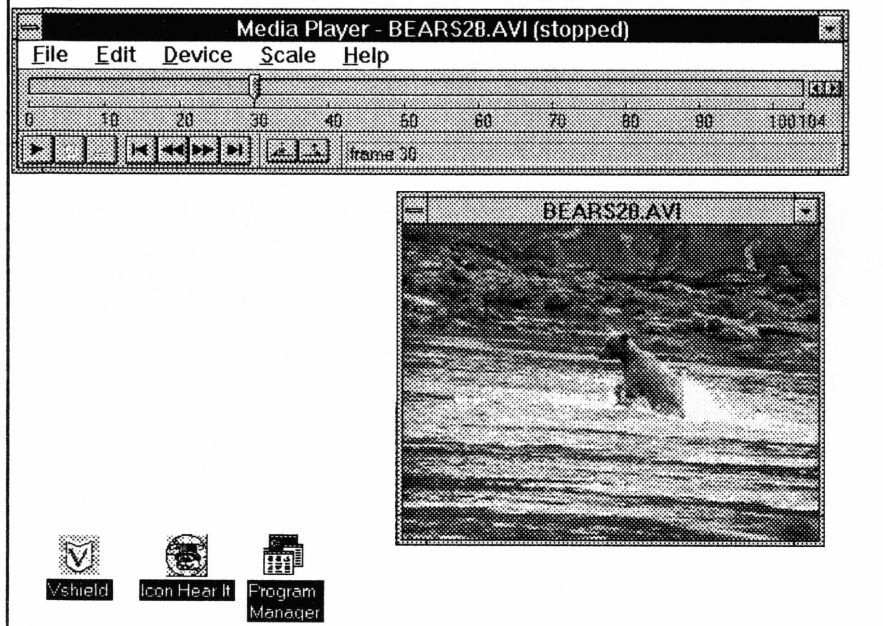 Media Player - BEARS28.AVI (stopped)
File Edit Device Scale Help
0 10 20 30 40 50 60 70 80 90 100 104
frame 30
BEARS28.AVI
Vshield Icon Hear It Program
Manager